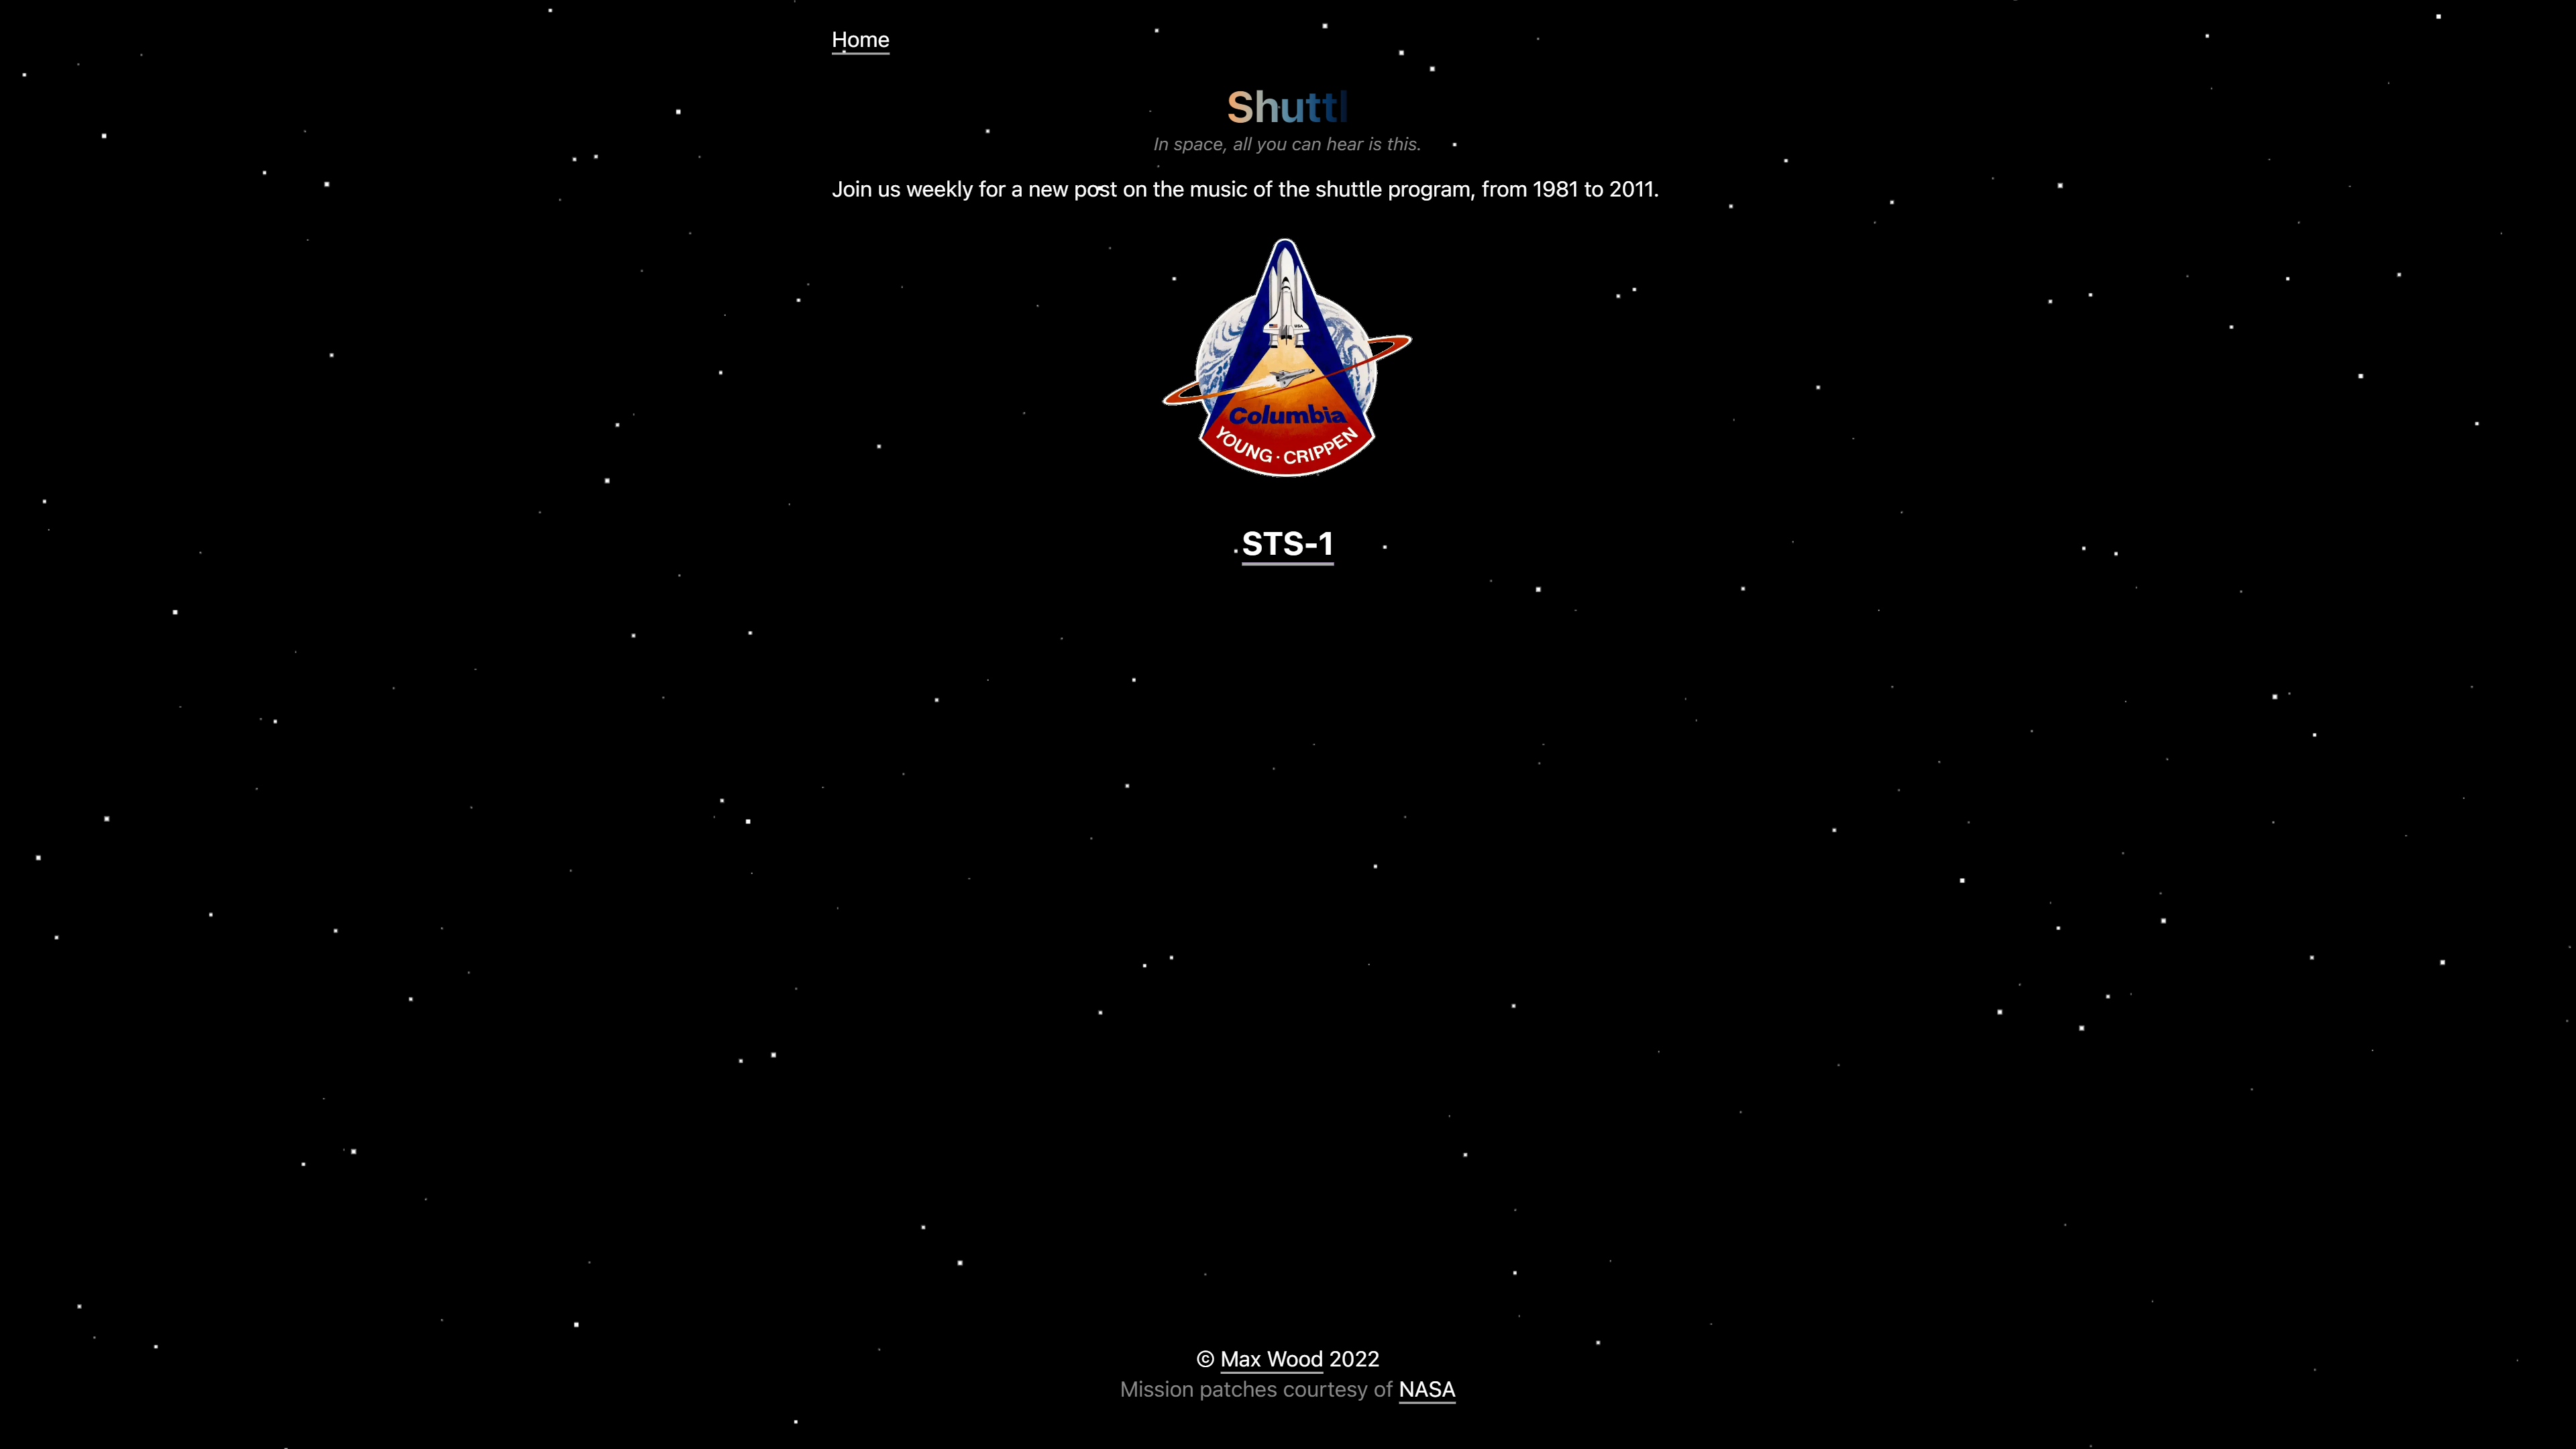 Home
Shuttl
In space, all you can hear is this.
Join us weekly for a new post on the music of the shuttle program, from 1981 to 2011.
USA
Columbia
YOUNG · CRIPPEN
STS-1
© Max Wood 2022
Mission patches courtesy of NASA